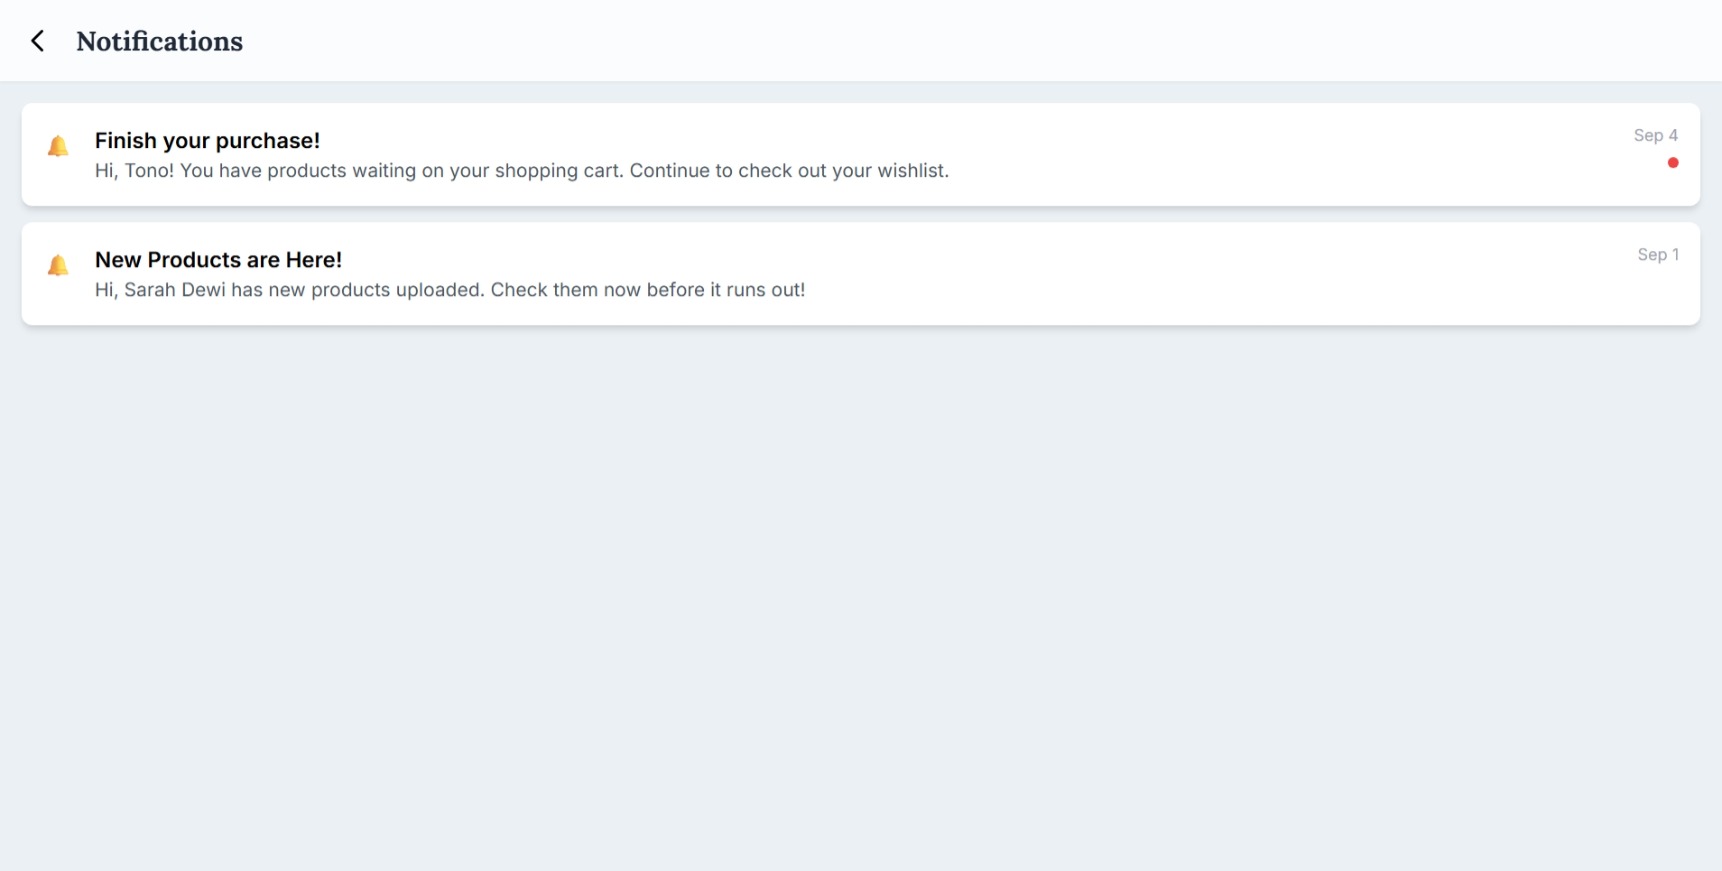 Notifications
Finish your purchase!
Sep 4
Hi, Tono! You have products waiting on your shopping cart. Continue to check out your wishlist.
New Products are Here!
Sep 1
Hi, Sarah Dewi has new products uploaded. Check them now before it runs out!